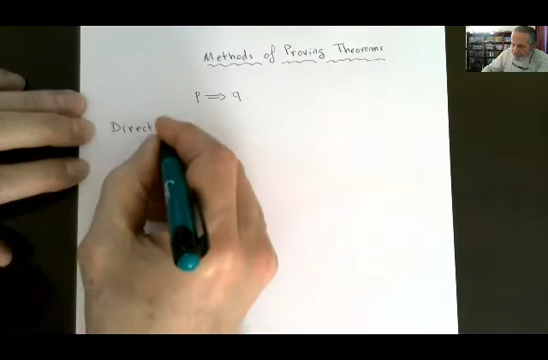 Methods of Proving Theorems
p ⟹ q
Direct